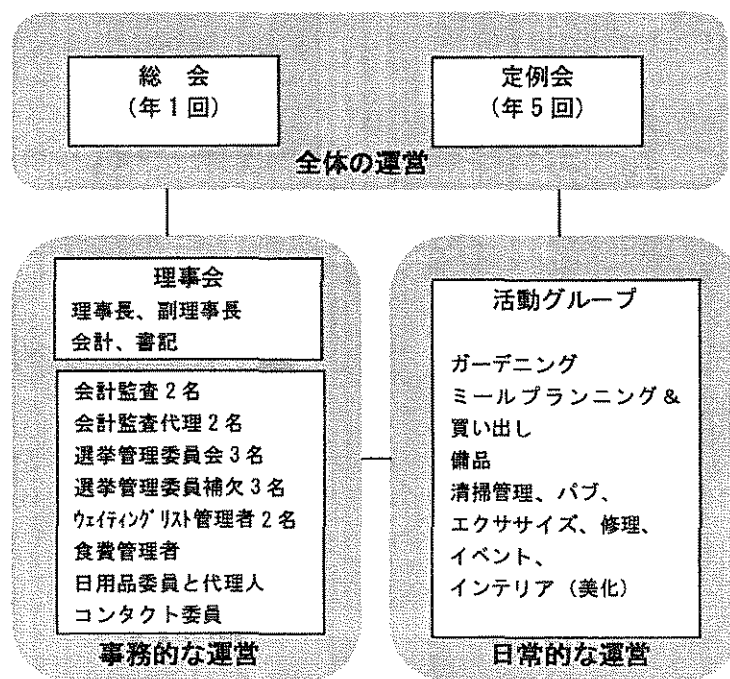 総 会
(年1回)
定例会
(年5回)
全体の運営
理事会
理事長、副理事長
会計、書記
会計監査2名
会計監査代理2名
選挙管理委員会3名
選挙管理委員補欠3名
ウェイティングリスト管理者2名
食費管理者
日用品委員と代理人
コンタクト委員
事務的な運営
活動グループ
ガーデニング
ミールプランニング&
買い出し
備品
清掃管理、パブ、
エクササイズ、修理、
イベント、
インテリア(美化)
日常的な運営